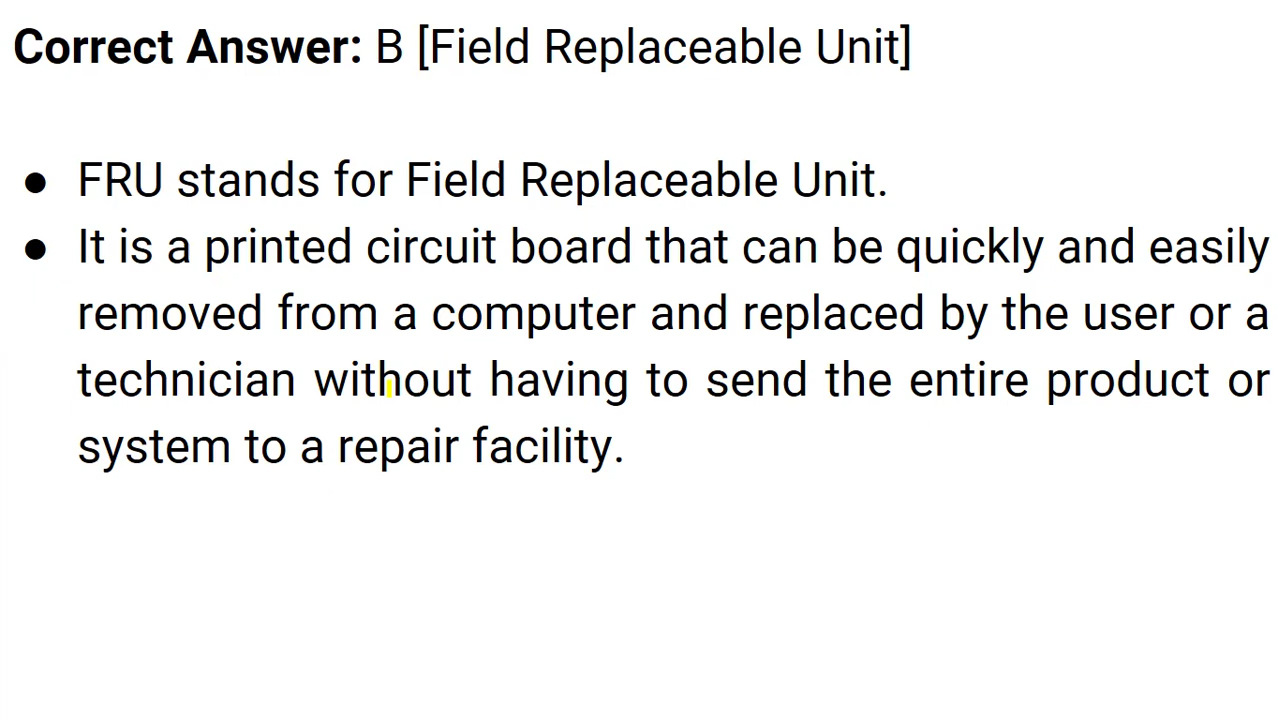 Correct Answer: B [Field Replaceable Unit]
● FRU stands for Field Replaceable Unit.
● It is a printed circuit board that can be quickly and easily
removed from a computer and replaced by the user or a
technician without having to send the entire product or
system to a repair facility.